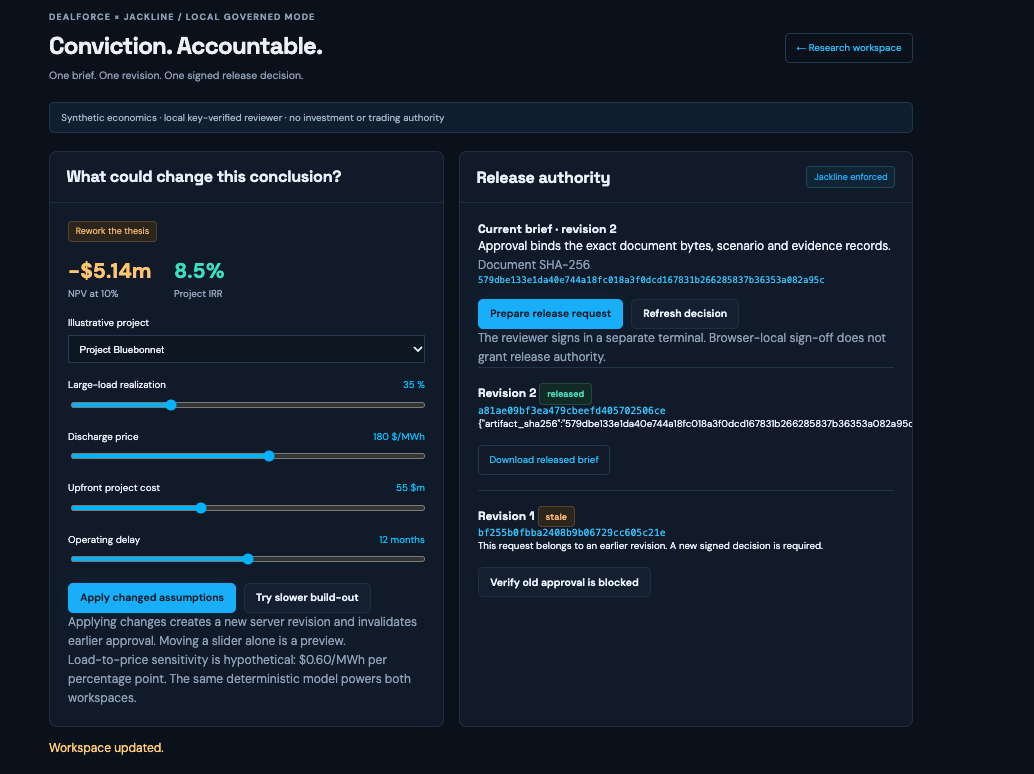 DEALFORCE × JACKLINE / LOCAL GOVERNED MODE
Conviction. Accountable.
← Research workspace
One brief. One revision. One signed release decision.
Synthetic economics · local key-verified reviewer · no investment or trading authority
What could change this conclusion?
Rework the thesis
-$5.14m
8.5%
NPV at 10%
Project IRR
Illustrative project
Project Bluebonnet
Large-load realization
35 %
Discharge price
180 $/MWh
Upfront project cost
55 $m
Operating delay
12 months
Apply changed assumptions
Try slower build-out
Applying changes creates a new server revision and invalidates
earlier approval. Moving a slider alone is a preview.
Load-to-price sensitivity is hypothetical: $0.60/MWh per
percentage point. The same deterministic model powers both
workspaces.
Release authority
Jackline enforced
Current brief · revision 2
Approval binds the exact document bytes, scenario and evidence records.
Document SHA-256
579dbe133e1da40e744a18fc018a3f0dcd167831b266285837b36353a082a95c
Prepare release request
Refresh decision
The reviewer signs in a separate terminal. Browser-local sign-off does not
grant release authority.
Revision 2 released
a81ae09bf3ea479cbeefd405702506ce
{"artifact_sha256":"579dbe133e1da40e744a18fc018a3f0dcd167831b266285837b36353a082a95c
Download released brief
Revision 1 stale
bf255b0fbba2408b9b06729cc605c21e
This request belongs to an earlier revision. A new signed decision is required.
Verify old approval is blocked
Workspace updated.